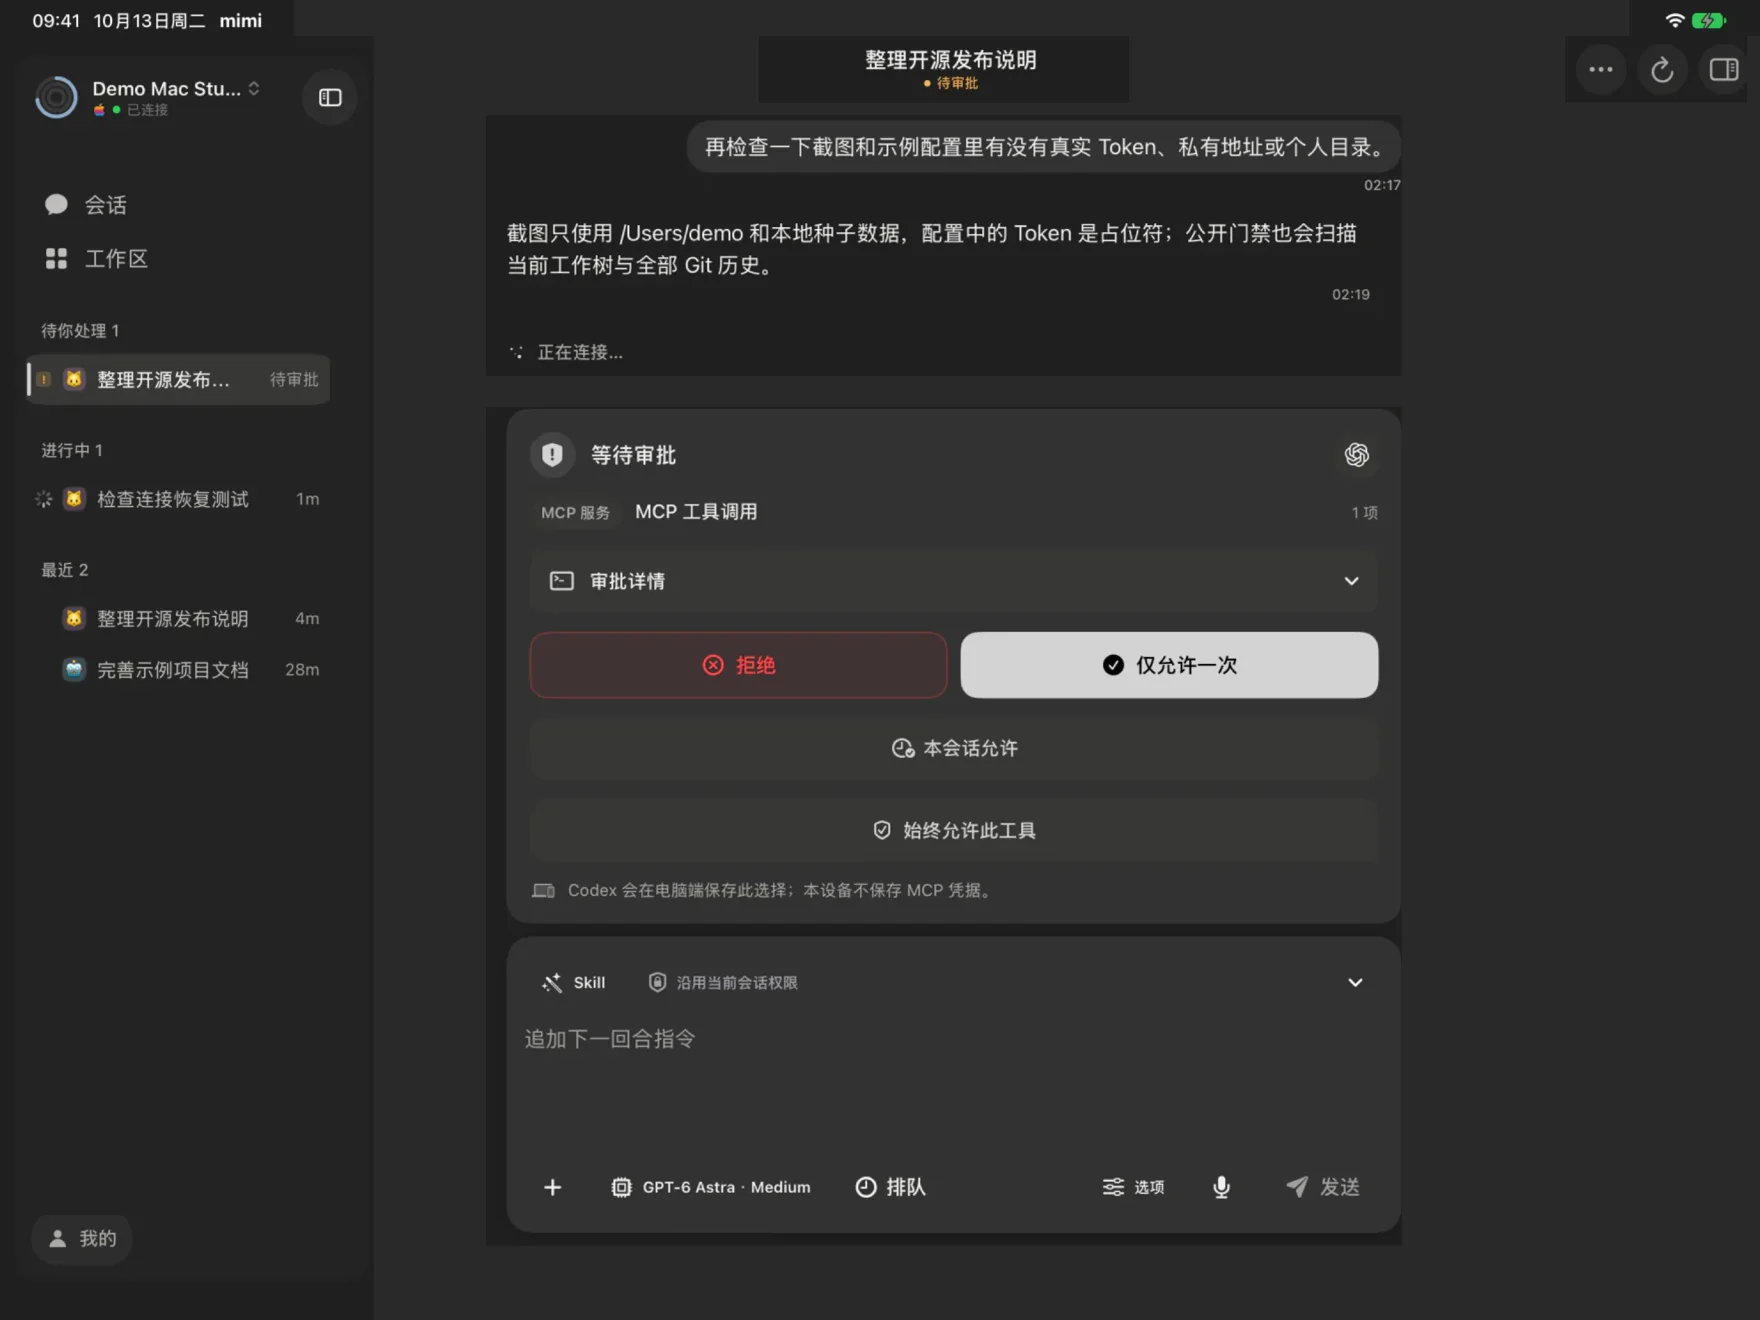 09:41 10月13日周二 mimi
Demo Mac Stu...
已连接
会话
工作区
待你处理 1
整理开源发布... 待审批
进行中 1
检查连接恢复测试 1m
最近 2
整理开源发布说明 4m
完善示例项目文档 28m
我的
整理开源发布说明
待审批
再检查一下截图和示例配置里有没有真实 Token、私有地址或个人目录。
02:17
截图只使用 /Users/demo 和本地种子数据，配置中的 Token 是占位符；公开门禁也会扫描
当前工作树与全部 Git 历史。
02:19
正在连接...
等待审批
MCP 服务 MCP 工具调用 1 项
审批详情
拒绝 仅允许一次
本会话允许
始终允许此工具
Codex 会在电脑端保存此选择；本设备不保存 MCP 凭据。
Skill 沿用当前会话权限
追加下一回合指令
GPT-6 Astra · Medium 排队 选项 发送